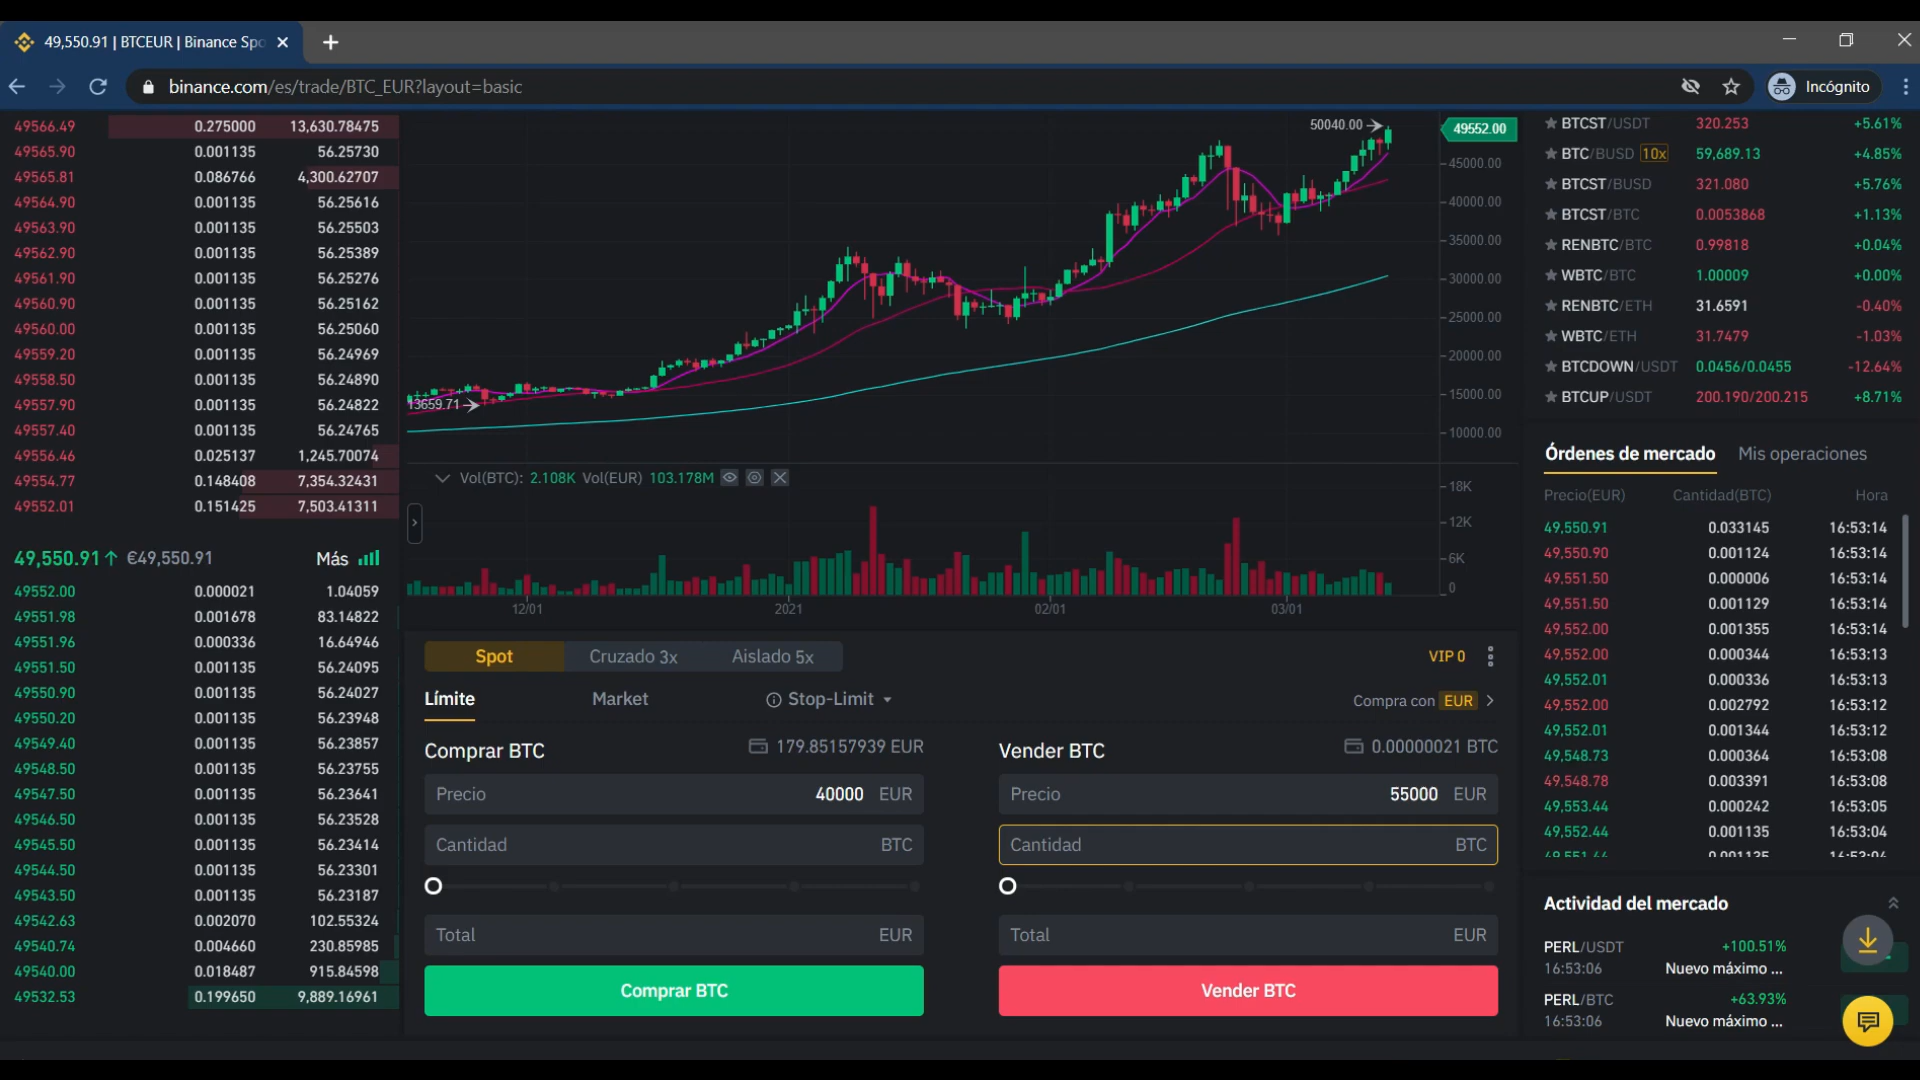 49,550.91 | BTCEUR | Binance Spo
binance.com/es/trade/BTC_EUR?layout=basic
Incógnito
49566.49 0.275000 13,630.78475
49565.90 0.001135 56.25730
49565.81 0.086766 4,300.62707
49564.90 0.001135 56.25616
49563.90 0.001135 56.25503
49562.90 0.001135 56.25389
49561.90 0.001135 56.25276
49560.90 0.001135 56.25162
49560.00 0.001135 56.25060
49559.20 0.001135 56.24969
49558.50 0.001135 56.24890
49557.90 0.001135 56.24822
49557.40 0.001135 56.24765
49556.46 0.025137 1,245.70074
49554.77 0.148408 7,354.32431
49552.01 0.151425 7,503.41311
49,550.91↑ €49,550.91 Más
49552.00 0.000021 1.04059
49551.98 0.001678 83.14822
49551.96 0.000336 16.64946
49551.50 0.001135 56.24095
49550.90 0.001135 56.24027
49550.20 0.001135 56.23948
49549.40 0.001135 56.23857
49548.50 0.001135 56.23755
49547.50 0.001135 56.23641
49546.50 0.001135 56.23528
49545.50 0.001135 56.23414
49544.50 0.001135 56.23301
49543.50 0.001135 56.23187
49542.63 0.002070 102.55324
49540.74 0.004660 230.85985
49540.00 0.018487 915.84598
49532.53 0.199650 9,889.16961
50040.00
49552.00
45000.00
40000.00
35000.00
30000.00
25000.00
20000.00
15000.00
10000.00
13659.71
Vol(BTC): 2.108K Vol(EUR) 103.178M
18K
12K
6K
0
12/01 2021 02/01 03/01
Spot Cruzado 3x Aislado 5x VIP 0
Límite Market Stop-Limit Compra con EUR
Comprar BTC 179.85157939 EUR
Precio 40000 EUR
Cantidad BTC
Total EUR
Comprar BTC
Vender BTC 0.00000021 BTC
Precio 55000 EUR
Cantidad BTC
Total EUR
Vender BTC
BTCST/USDT 320.253 +5.61%
BTC/BUSD 10x 59,689.13 +4.85%
BTCST/BUSD 321.080 +5.76%
BTCST/BTC 0.0053868 +1.13%
RENBTC/BTC 0.99818 +0.04%
WBTC/BTC 1.00009 +0.00%
RENBTC/ETH 31.6591 -0.40%
WBTC/ETH 31.7479 -1.03%
BTCDOWN/USDT 0.0456/0.0455 -12.64%
BTCUP/USDT 200.190/200.215 +8.71%
Órdenes de mercado Mis operaciones
Precio(EUR) Cantidad(BTC) Hora
49,550.91 0.033145 16:53:14
49,550.90 0.001124 16:53:14
49,551.50 0.000006 16:53:14
49,551.50 0.001129 16:53:14
49,552.00 0.001355 16:53:14
49,552.00 0.000344 16:53:13
49,552.01 0.000336 16:53:13
49,552.00 0.002792 16:53:12
49,552.01 0.001344 16:53:12
49,548.73 0.000364 16:53:08
49,548.78 0.003391 16:53:08
49,553.44 0.000242 16:53:05
49,552.44 0.001135 16:53:04
Actividad del mercado
PERL/USDT +100.51%
16:53:06 Nuevo máximo ...
PERL/BTC +63.93%
16:53:06 Nuevo máximo ...